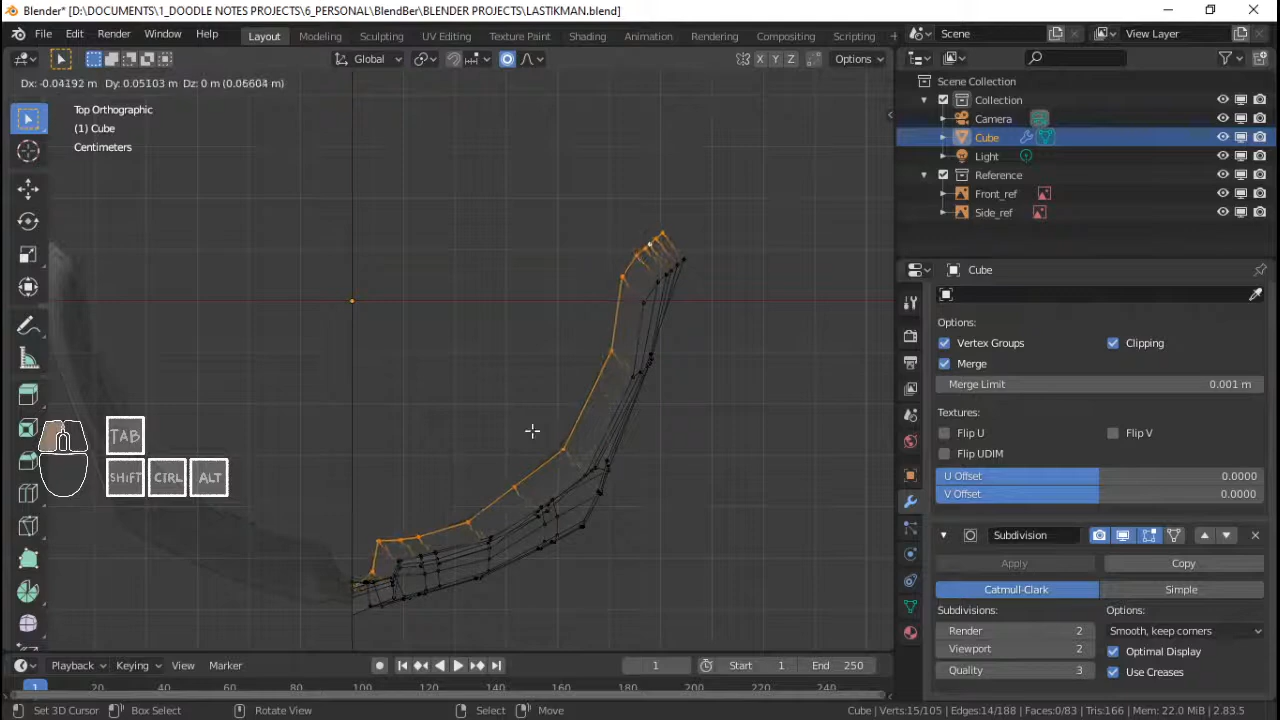 Blender* [D:\DOCUMENTS\1_DOODLE NOTES PROJECTS\6_PERSONAL\BlendBer\BLENDER PROJECTS\LASTIKMAN.blend]
File Edit Render Window Help Layout Modeling Sculpting UV Editing Texture Paint Shading Animation Rendering Compositing Scripting Scene View Layer
Global X Y Z Options
Dx: -0.04192 m Dy: 0.05103 m Dz: 0 m (0.06604 m)
Top Orthographic
(1) Cube
Centimeters
Scene Collection
Collection
Camera
Cube
Light
Reference
Front_ref
Side_ref
Cube
Options:
Vertex Groups Clipping
Merge
Merge Limit 0.001 m
Textures:
Flip U Flip V
Flip UDIM
U Offset 0.0000
V Offset 0.0000
Subdivision
Apply Copy
Catmull-Clark Simple
Subdivisions: Options:
Render 2 Smooth, keep corners
Viewport 2 Optimal Display
Quality 3 Use Creases
TAB
SHIFT CTRL ALT
Playback Keying View Marker 1 Start 1 End 250
1 20 40 60 80 100 120 140 160 180 200 220 240
Set 3D Cursor Box Select Rotate View Select Move Cube | Verts:15/105 | Edges:14/188 | Faces:0/83 | Tris:166 | Mem: 22.0 MiB | 2.83.5